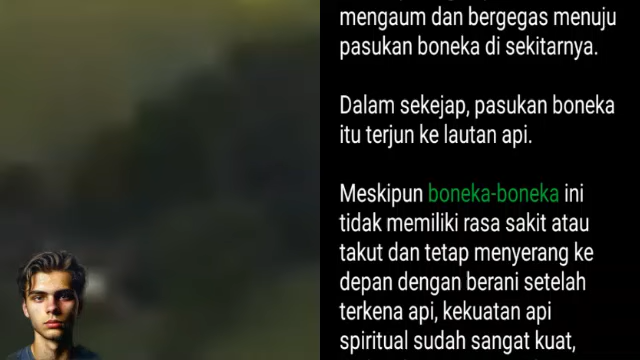 mengaum dan bergegas menuju
pasukan boneka di sekitarnya.
Dalam sekejap, pasukan boneka
itu terjun ke lautan api.
Meskipun boneka-boneka ini
tidak memiliki rasa sakit atau
takut dan tetap menyerang ke
depan dengan berani setelah
terkena api, kekuatan api
spiritual sudah sangat kuat,